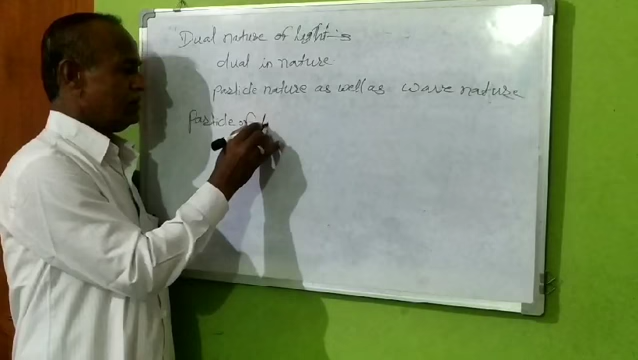 Dual nature of light is
dual in nature
particle nature as well as wave nature
Particle of